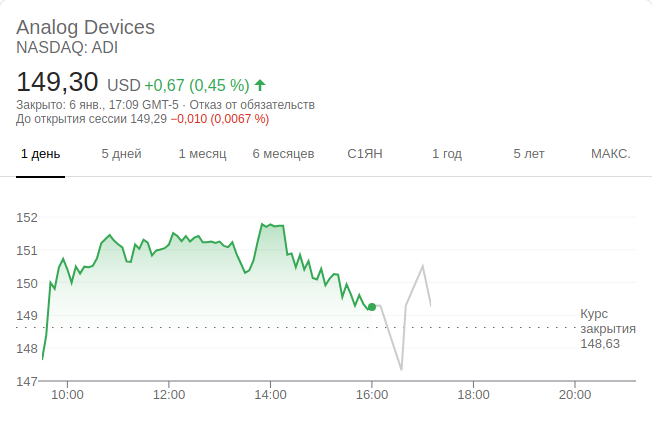 Analog Devices
NASDAQ: ADI
149,30 USD +0,67 (0,45 %)
Закрыто: 6 янв., 17:09 GMT-5 · Отказ от обязательств
До открытия сессии 149,29 −0,010 (0,0067 %)
1 день 5 дней 1 месяц 6 месяцев С1ЯН 1 год 5 лет МАКС.
152
151
150
149
148
147
Курс
закрытия
148,63
10:00 12:00 14:00 16:00 18:00 20:00